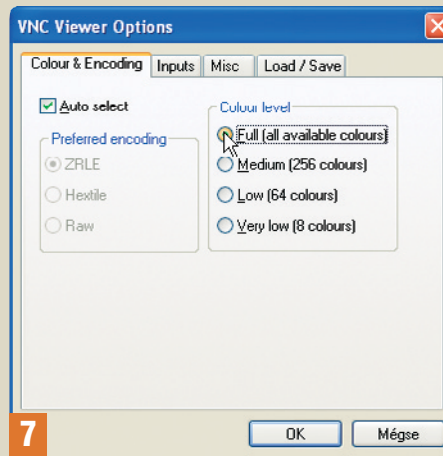 VNC Viewer Options
Colour & Encoding Inputs Misc Load / Save
Auto select
Preferred encoding
ZRLE
Hextile
Raw
Colour level
Full (all available colours)
Medium (256 colours)
Low (64 colours)
Very low (8 colours)
7
OK Mégse